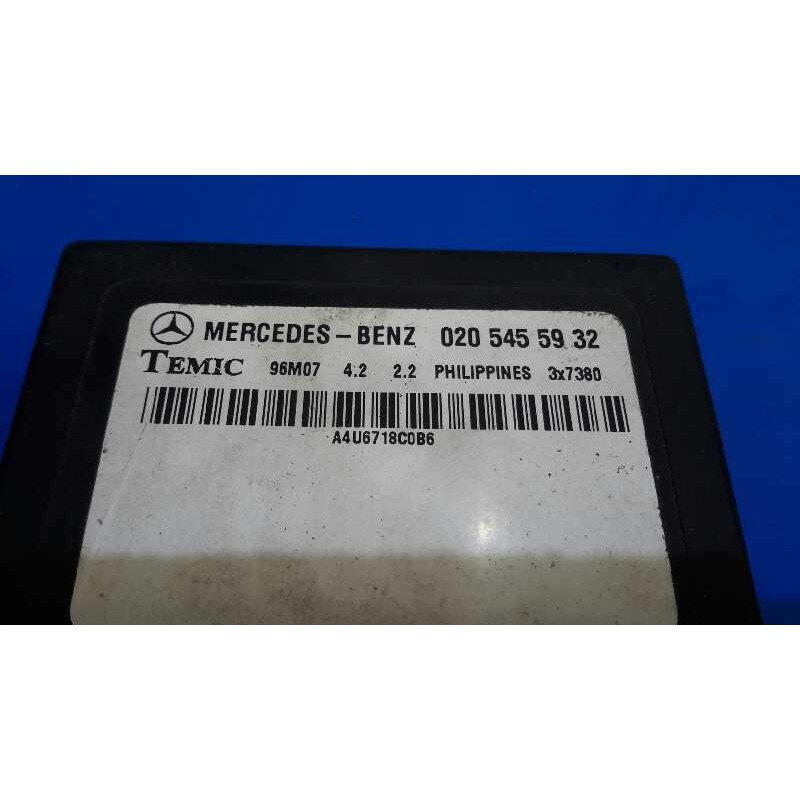 MERCEDES-BENZ 020 545 59 32
TEMIC 96M07 4.2 2.2 PHILIPPINES 3x7380
A4U6718C0B6